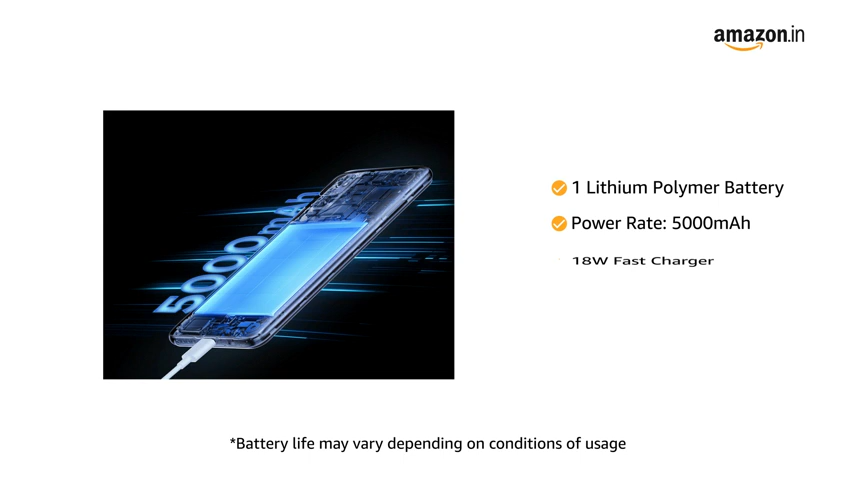 amazon.in
5000mAh
1 Lithium Polymer Battery
Power Rate: 5000mAh
18W Fast Charger
*Battery life may vary depending on conditions of usage